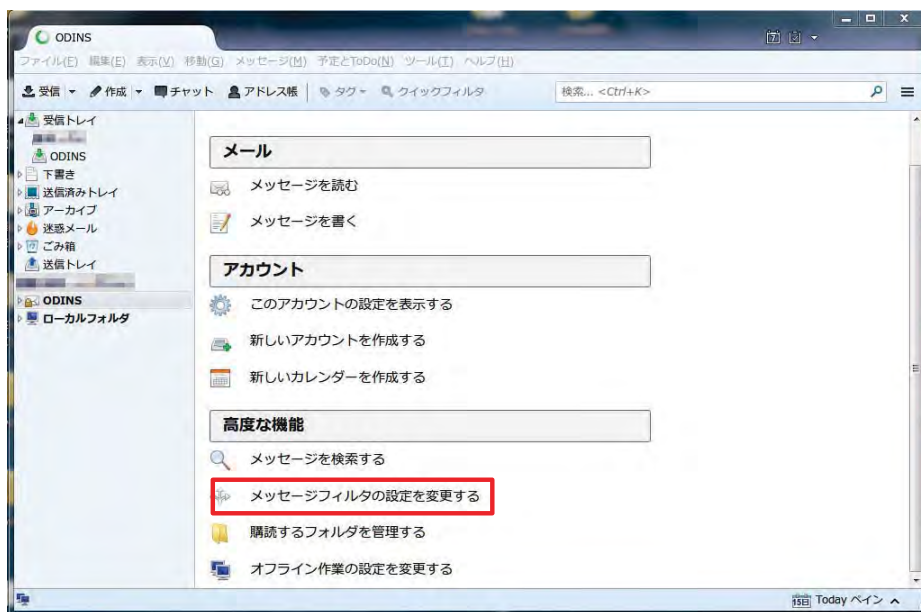 ODINS
ファイル(F) 編集(E) 表示(V) 移動(G) メッセージ(M) 予定とToDo(N) ツール(T) ヘルプ(H)
受信 作成 チャット アドレス帳 タグ クイックフィルタ 検索... <Ctrl+K>
受信トレイ
ODINS
下書き
送信済みトレイ
アーカイブ
迷惑メール
ごみ箱
送信トレイ
ODINS
ローカルフォルダ
メール
メッセージを読む
メッセージを書く
アカウント
このアカウントの設定を表示する
新しいアカウントを作成する
新しいカレンダーを作成する
高度な機能
メッセージを検索する
メッセージフィルタの設定を変更する
購読するフォルダを管理する
オフライン作業の設定を変更する
15日 Today ペイン